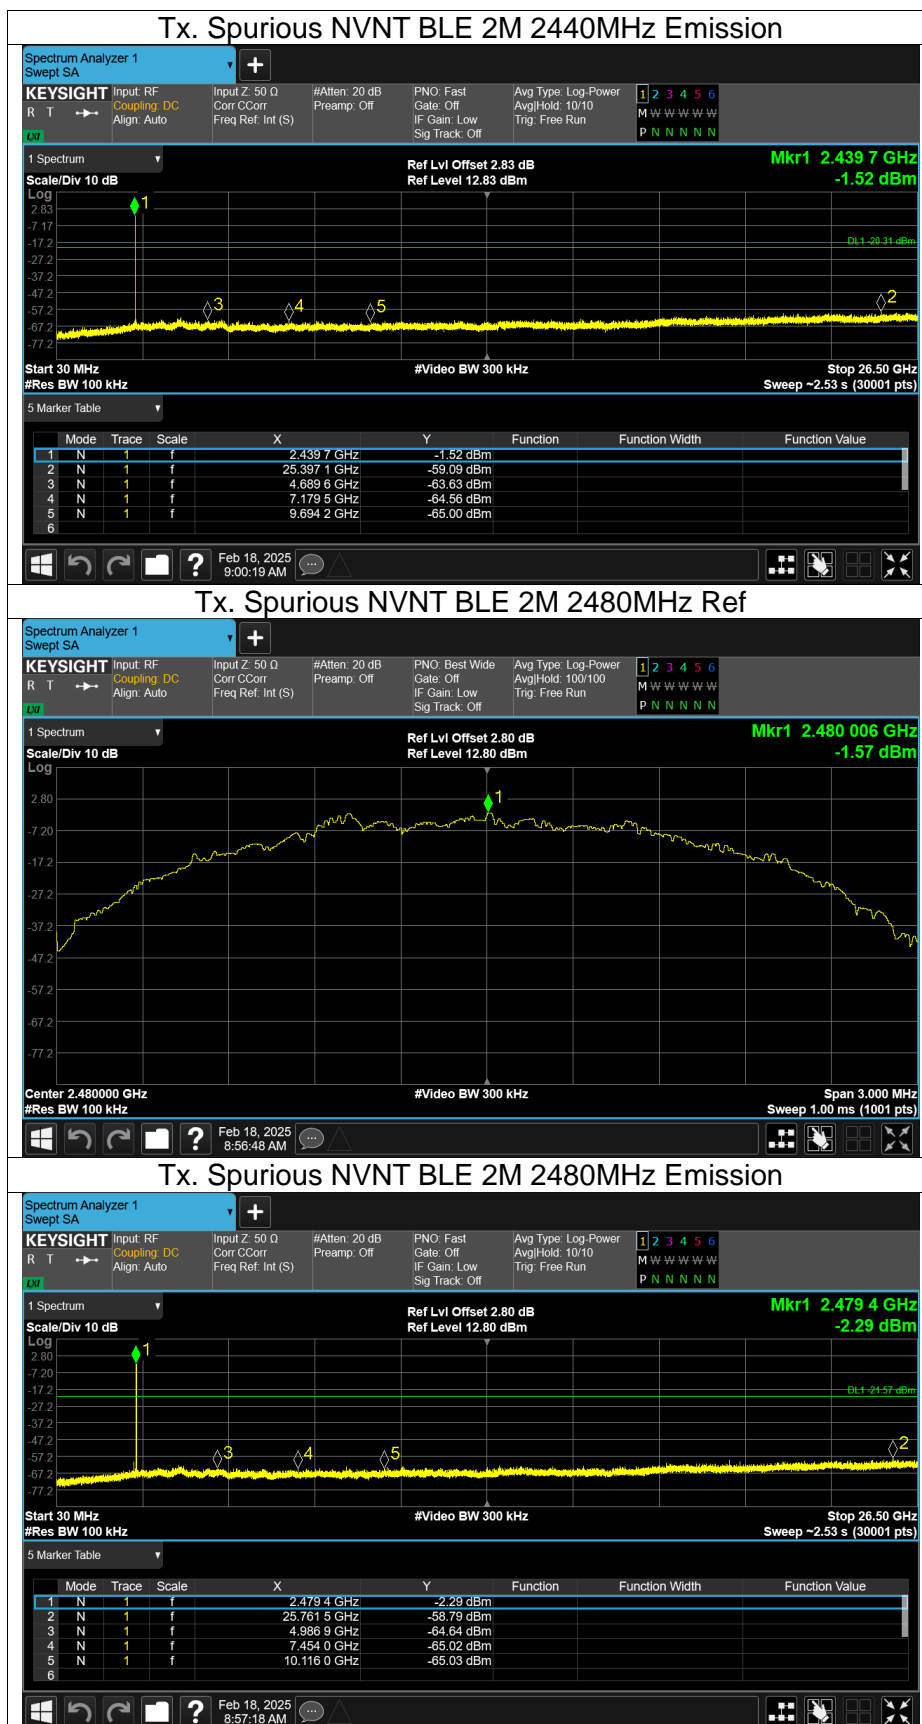 Tx. Spurious NVNT BLE 2M 2440MHz Emission
Spectrum Analyzer 1
Swept SA
+
KEYSIGHT Input: RF Input Z: 50 Ω #Atten: 20 dB PNO: Fast Avg Type: Log-Power 1 2 3 4 5 6
R T Coupling: DC Corr CCorr Preamp: Off Gate: Off Avg|Hold: 10/10 M W W W W W
Align: Auto Freq Ref: Int (S) IF Gain: Low Trig: Free Run
LXI Sig Track: Off P N N N N N
1 Spectrum
Ref Lvl Offset 2.83 dB Mkr1 2.439 7 GHz
Scale/Div 10 dB Ref Level 12.83 dBm -1.52 dBm
Log
1
2.83
-7.17
-17.2
DL1 -20.31 dBm
-27.2
-37.2
-47.2
3 4 5 2
-57.2
-67.2
-77.2
Start 30 MHz #Video BW 300 kHz Stop 26.50 GHz
#Res BW 100 kHz Sweep ~2.53 s (30001 pts)
5 Marker Table
Mode Trace Scale X Y Function Function Width Function Value
1 N 1 f 2.439 7 GHz -1.52 dBm
2 N 1 f 25.397 1 GHz -59.09 dBm
3 N 1 f 4.689 6 GHz -63.63 dBm
4 N 1 f 7.179 5 GHz -64.56 dBm
5 N 1 f 9.694 2 GHz -65.00 dBm
6
? Feb 18, 2025
9:00:19 AM
Tx. Spurious NVNT BLE 2M 2480MHz Ref
Spectrum Analyzer 1
Swept SA
+
KEYSIGHT Input: RF Input Z: 50 Ω #Atten: 20 dB PNO: Best Wide Avg Type: Log-Power 1 2 3 4 5 6
R T Coupling: DC Corr CCorr Preamp: Off Gate: Off Avg|Hold: 100/100 M W W W W W
Align: Auto Freq Ref: Int (S) IF Gain: Low Trig: Free Run
LXI Sig Track: Off P N N N N N
1 Spectrum
Ref Lvl Offset 2.80 dB Mkr1 2.480 006 GHz
Scale/Div 10 dB Ref Level 12.80 dBm -1.57 dBm
Log
2.80
1
-7.20
-17.2
-27.2
-37.2
-47.2
-57.2
-67.2
-77.2
Center 2.480000 GHz #Video BW 300 kHz Span 3.000 MHz
#Res BW 100 kHz Sweep 1.00 ms (1001 pts)
? Feb 18, 2025
8:56:48 AM
Tx. Spurious NVNT BLE 2M 2480MHz Emission
Spectrum Analyzer 1
Swept SA
+
KEYSIGHT Input: RF Input Z: 50 Ω #Atten: 20 dB PNO: Fast Avg Type: Log-Power 1 2 3 4 5 6
R T Coupling: DC Corr CCorr Preamp: Off Gate: Off Avg|Hold: 10/10 M W W W W W
Align: Auto Freq Ref: Int (S) IF Gain: Low Trig: Free Run
LXI Sig Track: Off P N N N N N
1 Spectrum
Ref Lvl Offset 2.80 dB Mkr1 2.479 4 GHz
Scale/Div 10 dB Ref Level 12.80 dBm -2.29 dBm
Log
1
2.80
-7.20
-17.2
DL1 -21.57 dBm
-27.2
-37.2
-47.2
3 4 5 2
-57.2
-67.2
-77.2
Start 30 MHz #Video BW 300 kHz Stop 26.50 GHz
#Res BW 100 kHz Sweep ~2.53 s (30001 pts)
5 Marker Table
Mode Trace Scale X Y Function Function Width Function Value
1 N 1 f 2.479 4 GHz -2.29 dBm
2 N 1 f 25.761 5 GHz -58.79 dBm
3 N 1 f 4.986 9 GHz -64.64 dBm
4 N 1 f 7.454 0 GHz -65.02 dBm
5 N 1 f 10.116 0 GHz -65.03 dBm
6
? Feb 18, 2025
8:57:18 AM